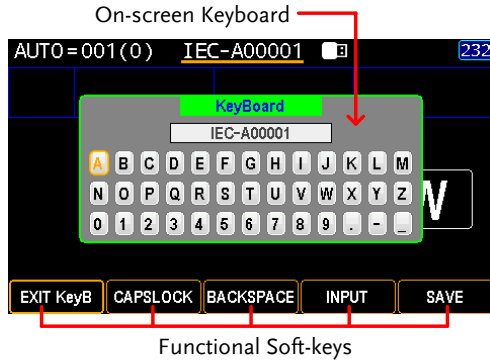 On-screen Keyboard
AUTO=001(0) IEC-A00001 232
KeyBoard
IEC-A00001
A B C D E F G H I J K L M
N O P Q R S T U V W X Y Z
0 1 2 3 4 5 6 7 8 9 . - _
EXIT KeyB CAPSLOCK BACKSPACE INPUT SAVE
Functional Soft-keys